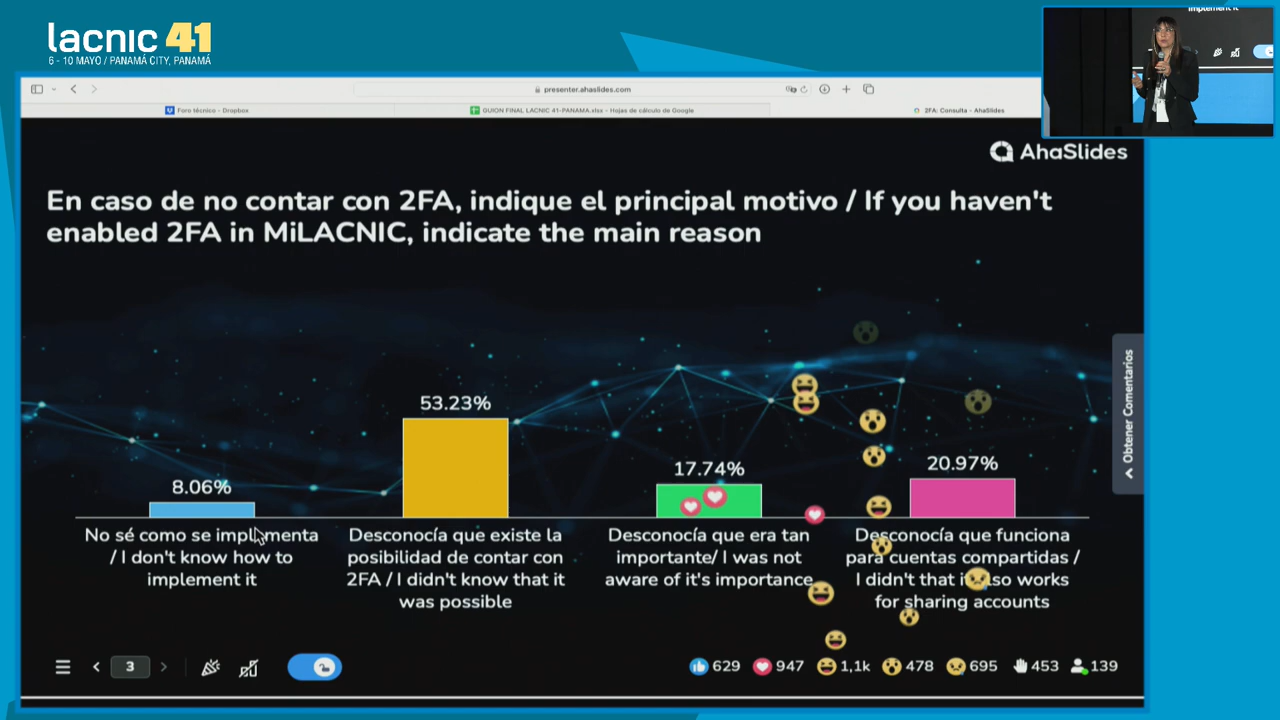 lacnic 41
6 - 10 MAYO / PANAMÁ CITY, PANAMÁ
implement it
presenter.ahaslides.com
Foro técnico - Dropbox
GUION FINAL LACNIC 41-PANAMA.xlsx - Hojas de cálculo de Google
2FA: Consulta - AhaSlides
AhaSlides
En caso de no contar con 2FA, indique el principal motivo / If you haven't
enabled 2FA in MiLACNIC, indicate the main reason
8.06%
53.23%
17.74%
20.97%
No sé como se implementa
/ I don't know how to
implement it
Desconocía que existe la
posibilidad de contar con
2FA / I didn't know that it
was possible
Desconocía que era tan
importante/ I was not
aware of it's importance
Desconocía que funciona
para cuentas compartidas /
I didn't that it also works
for sharing accounts
Obtener Comentarios
3
629
947
1,1k
478
695
453
139